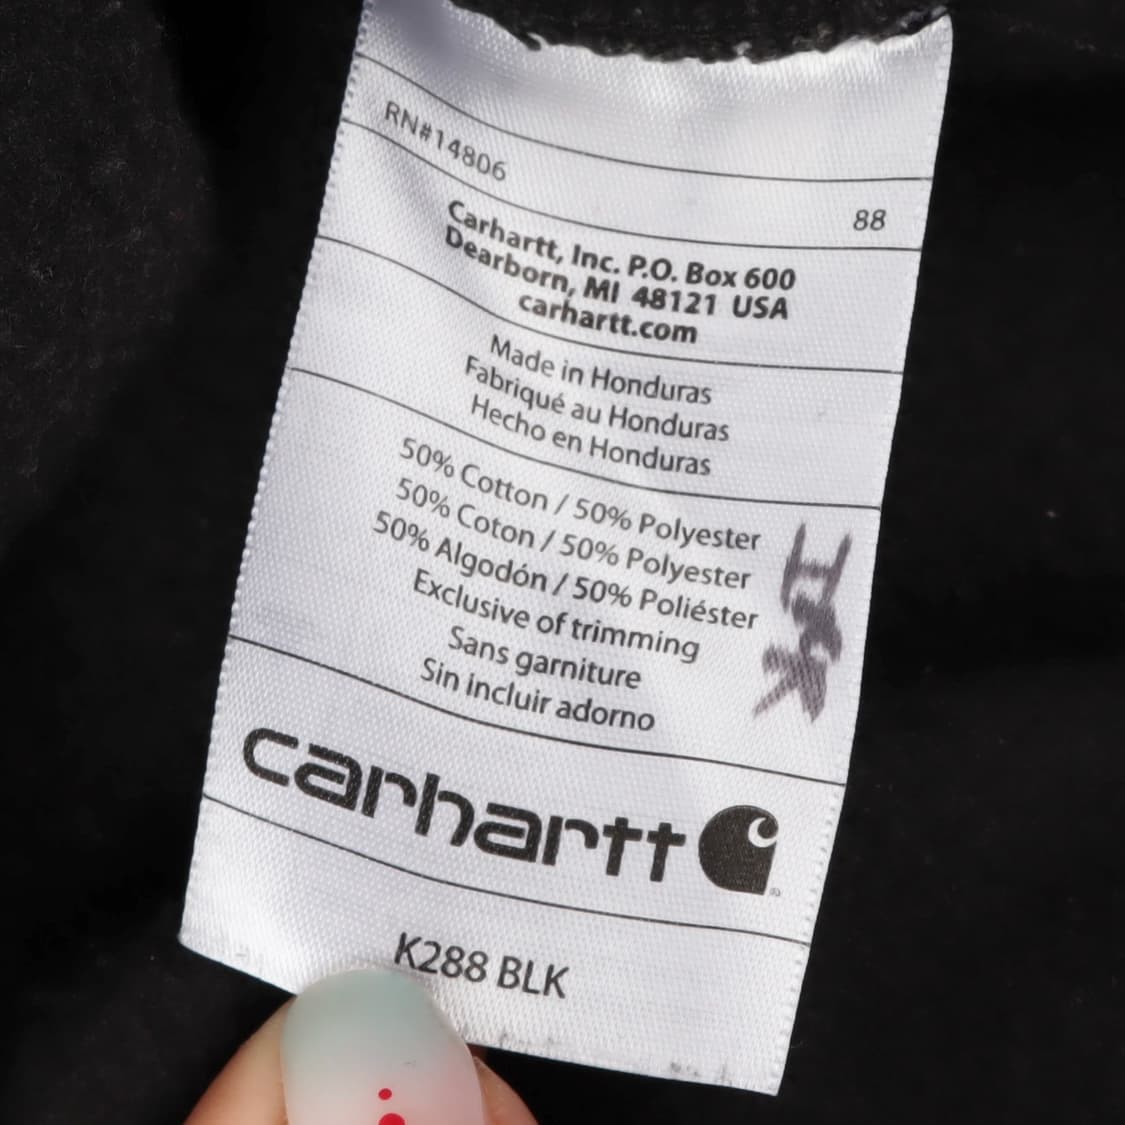 RN#14806
88
Carhartt, Inc. P.O. Box 600
Dearborn, MI 48121 USA
carhartt.com
Made in Honduras
Fabriqué au Honduras
Hecho en Honduras
50% Cotton / 50% Polyester
50% Coton / 50% Polyester
50% Algodón / 50% Poliéster
Exclusive of trimming
Sans garniture
Sin incluir adorno
carhartt
K288 BLK